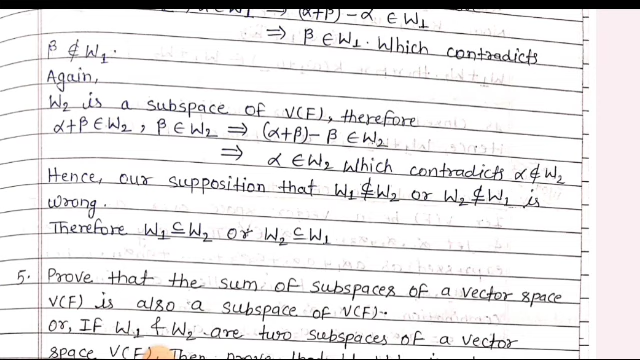 ⇒ (α+β) - α ∈ W₁
⇒ β ∈ W₁. Which contradicts
β ∉ W₁.
Again,
W₂ is a subspace of V(F), therefore
α+β ∈ W₂, β ∈ W₂ ⇒ (α+β) - β ∈ W₂
⇒ α ∈ W₂ Which contradicts α ∉ W₂
Hence, our supposition that W₁ ⊈ W₂ or W₂ ⊈ W₁ is
wrong.
Therefore W₁ ⊆ W₂ or W₂ ⊆ W₁
5. Prove that the sum of subspaces of a vector space
V(F) is also a subspace of V(F).
or, If W₁ & W₂ are two subspaces of a vector
space V(F). Then prove that